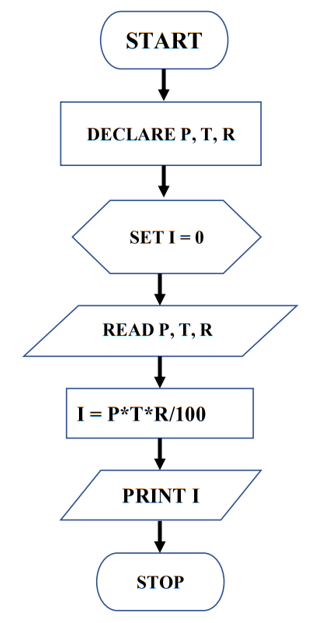 START
DECLARE P, T, R
SET I = 0
READ P, T, R
I = P*T*R/100
PRINT I
STOP